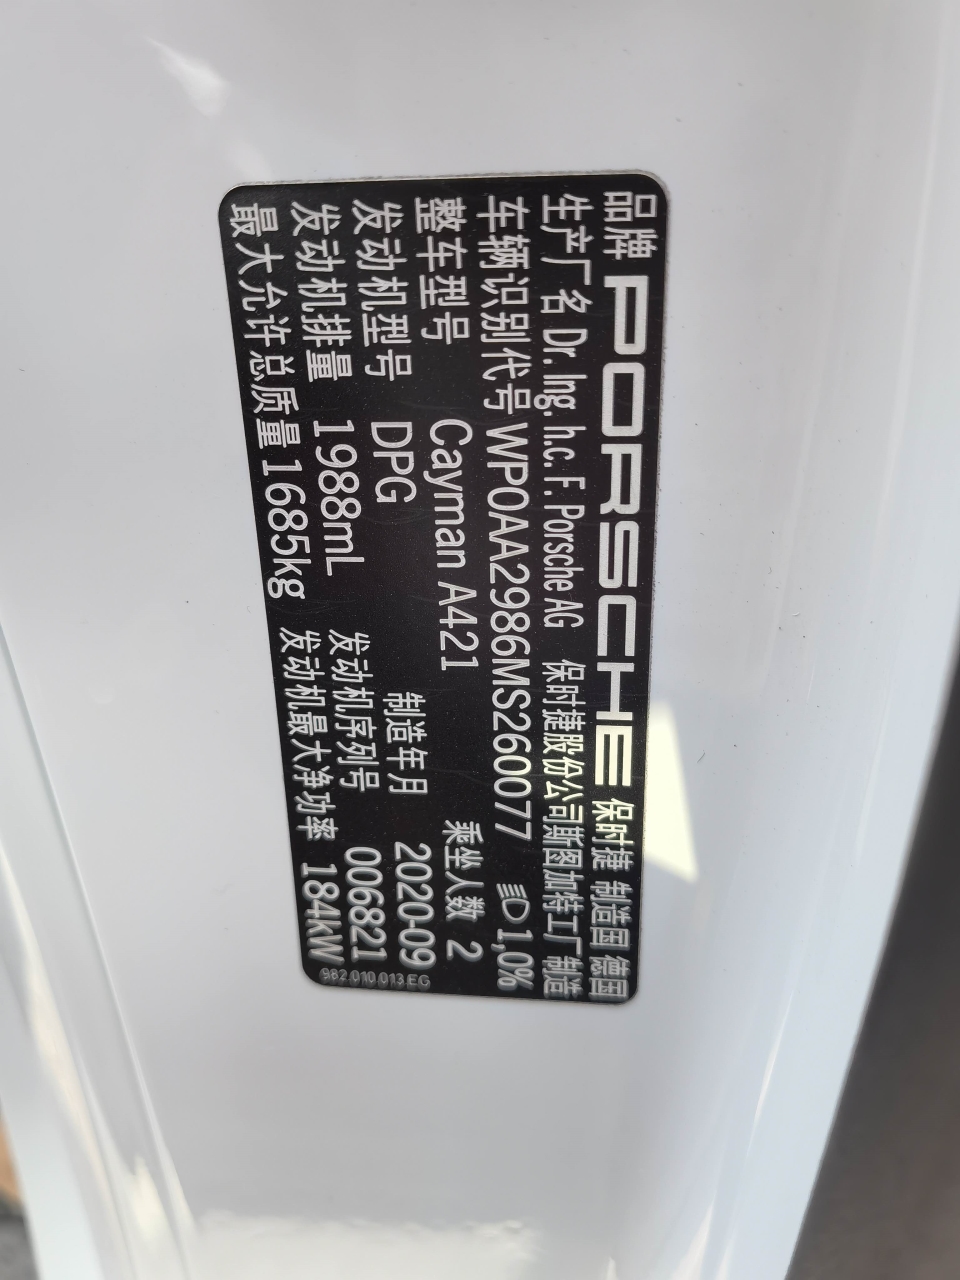 品牌 PORSCHE 保时捷 制造国 德国
生产厂名 Dr. Ing. h.c. F. Porsche AG 保时捷股份公司斯图加特工厂制造
车辆识别代号 WP0AA2986MS260077 1,0%
整车型号 Cayman A421 乘坐人数 2
发动机型号 DPG 制造年月 2020-09
发动机排量 1988mL 发动机序列号 006821
最大允许总质量 1685kg 发动机最大净功率 184kW
982.010.013.EG